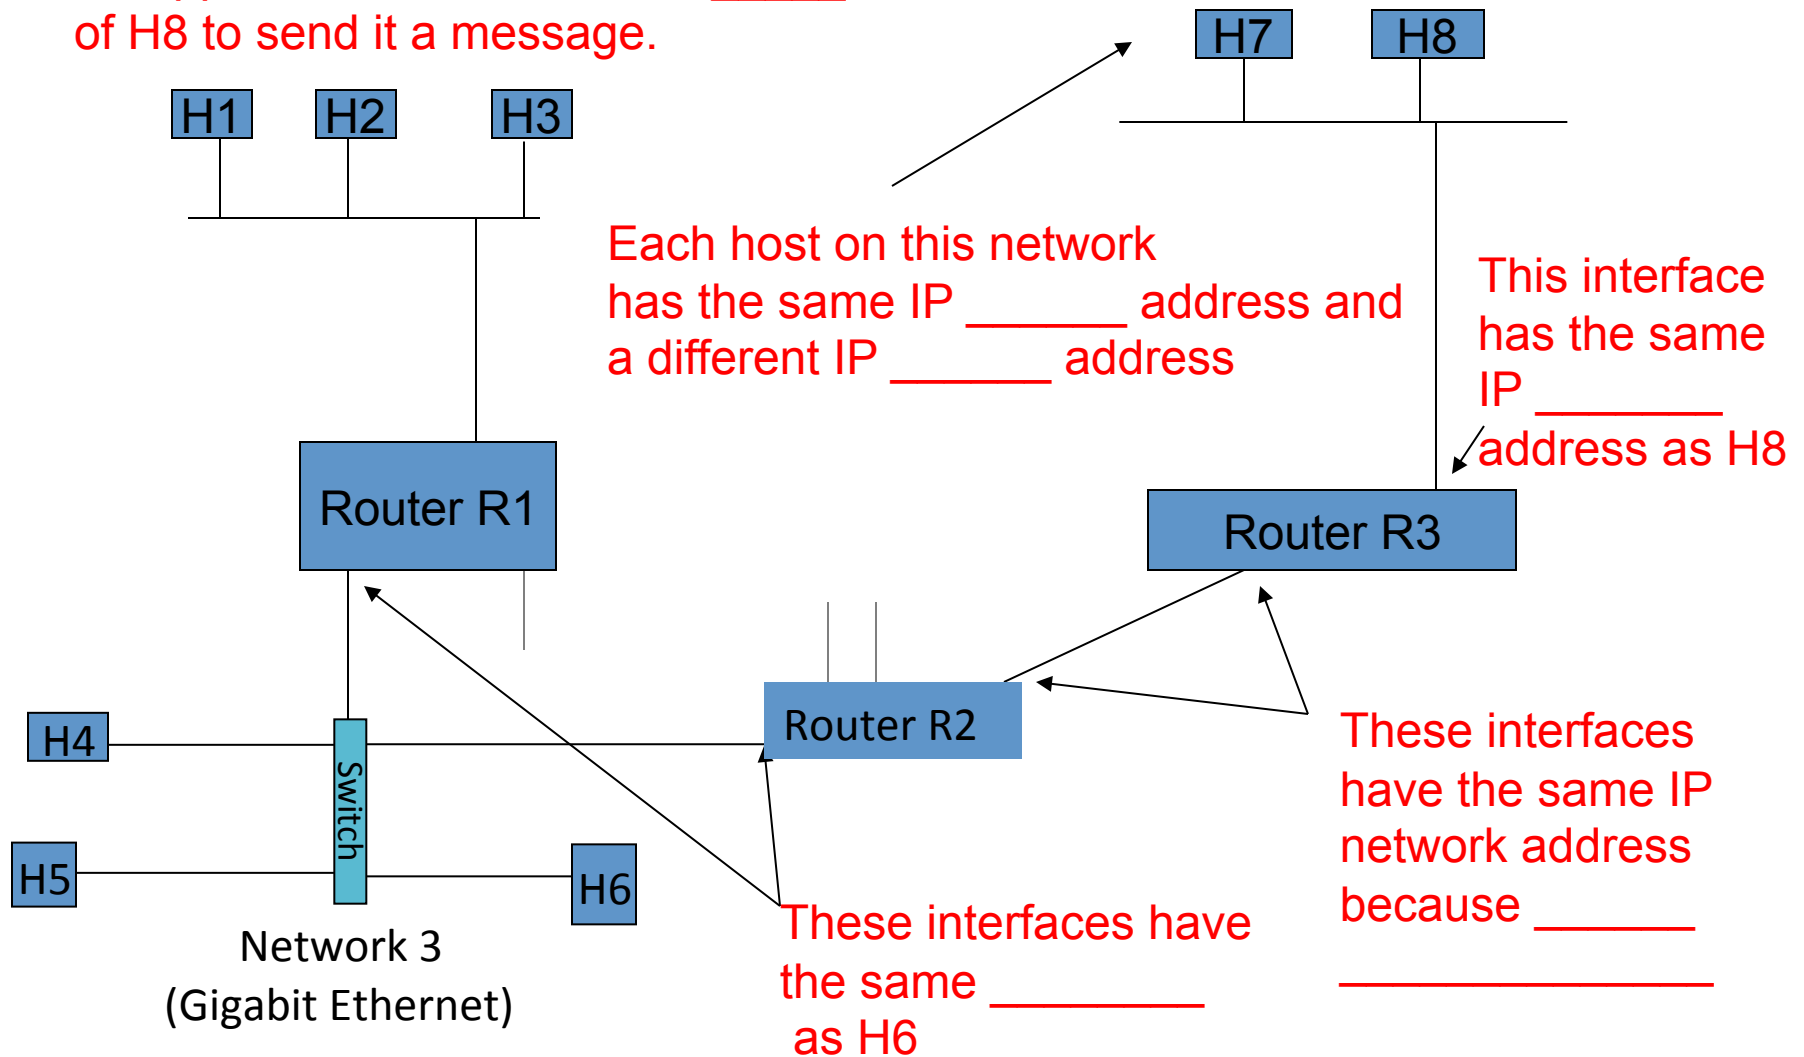 of H8 to send it a message.
H7
H8
H1
H2
H3
Each host on this network
has the same IP ______ address and
a different IP ______ address
This interface
has the same
IP _______
address as H8
Router R1
Router R3
Router R2
H4
Switch
H5
H6
Network 3
(Gigabit Ethernet)
These interfaces have
the same ________
as H6
These interfaces
have the same IP
network address
because ______
______________